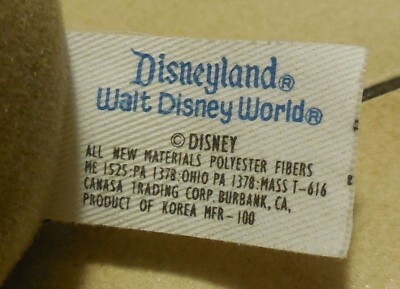 Disneyland®
Walt Disney World®
© DISNEY
ALL NEW MATERIALS POLYESTER FIBERS
ME 1525:PA 1378:OHIO PA 1378:MASS T-616
CANASA TRADING CORP. BURBANK, CA,
PRODUCT OF KOREA MFR-100